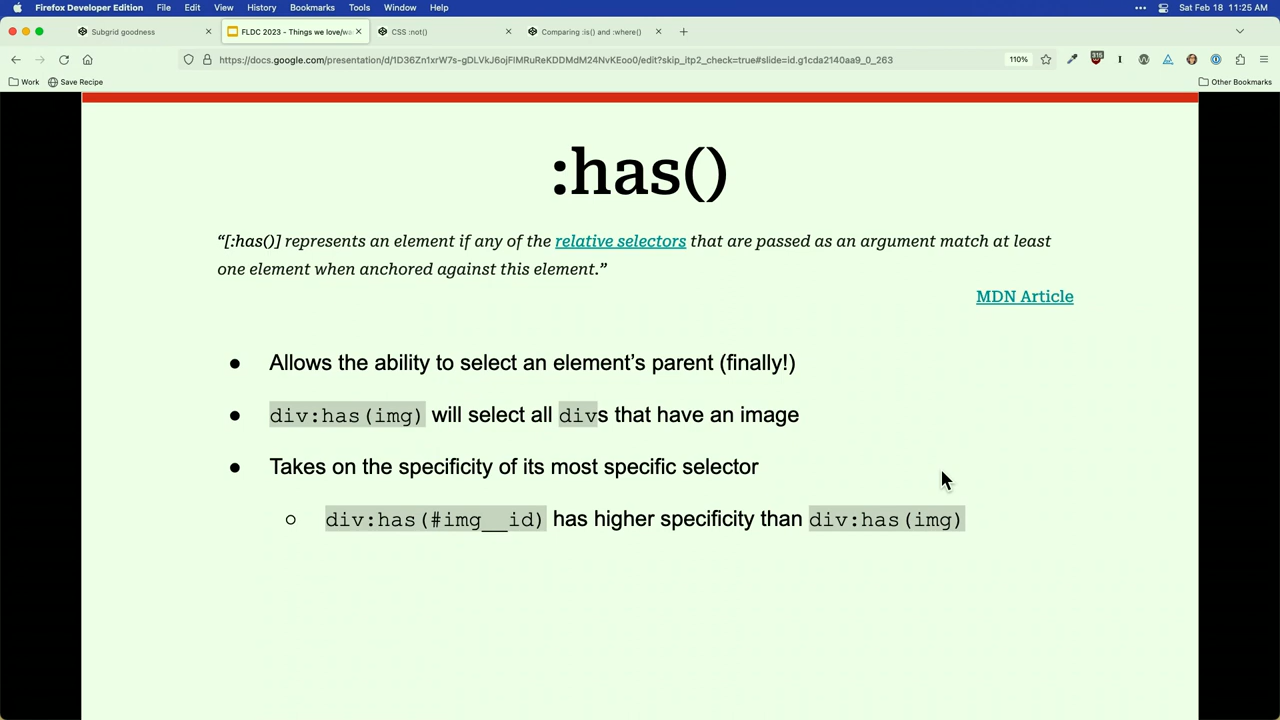 Firefox Developer Edition File Edit View History Bookmarks Tools Window Help ••• Sat Feb 18 11:25 AM
Subgrid goodness × FLDC 2023 - Things we love/wa × CSS :not() × Comparing :is() and :where() × +
https://docs.google.com/presentation/d/1D36Zn1xrW7s-gDLVkJ6ojFlMRuReKDDMdM24NvKEoo0/edit?skip_itp2_check=true#slide=id.g1cda2140aa9_0_263 110% 315
Work Save Recipe Other Bookmarks
:has()
“[:has()] represents an element if any of the relative selectors that are passed as an argument match at least
one element when anchored against this element.”
MDN Article
● Allows the ability to select an element’s parent (finally!)
● div:has(img) will select all divs that have an image
● Takes on the specificity of its most specific selector
○ div:has(#img__id) has higher specificity than div:has(img)